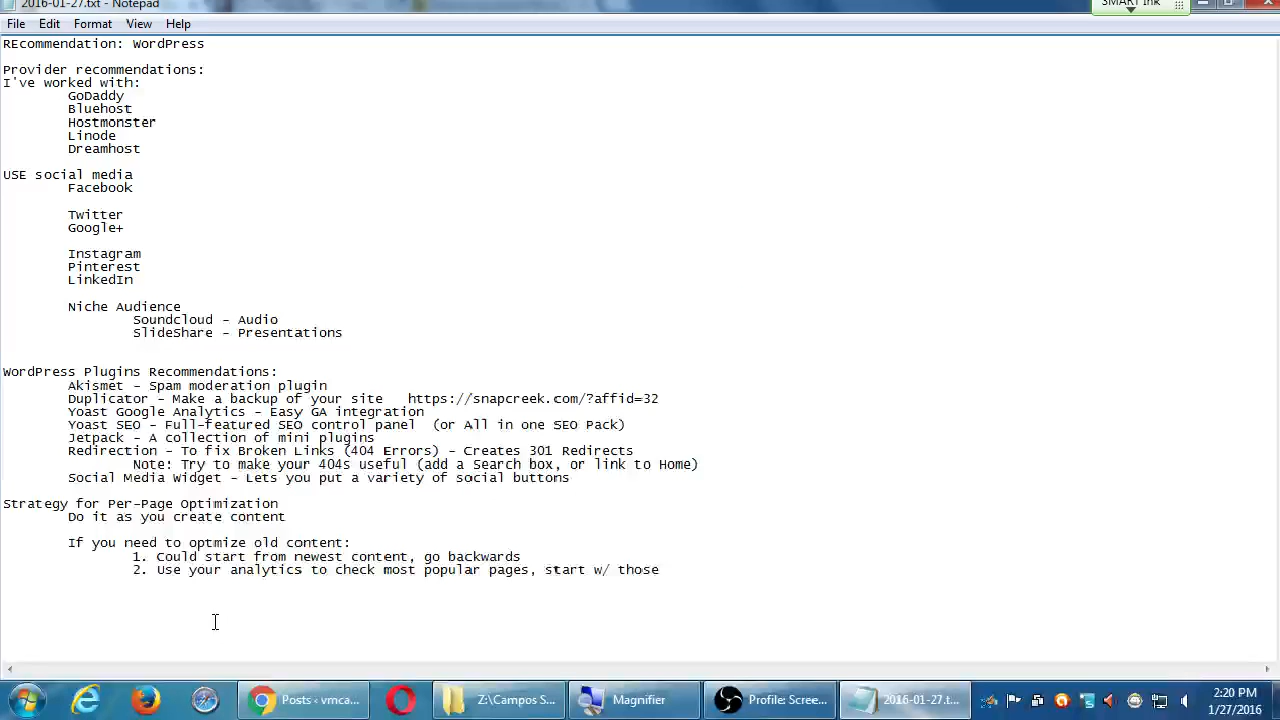 2016-01-27.txt - Notepad
SMART Ink
File Edit Format View Help
REcommendation: WordPress
Provider recommendations:
I've worked with:
GoDaddy
Bluehost
Hostmonster
Linode
Dreamhost
USE social media
Facebook
Twitter
Google+
Instagram
Pinterest
LinkedIn
Niche Audience
Soundcloud - Audio
SlideShare - Presentations
WordPress Plugins Recommendations:
Akismet - Spam moderation plugin
Duplicator - Make a backup of your site https://snapcreek.com/?affid=32
Yoast Google Analytics - Easy GA integration
Yoast SEO - Full-featured SEO control panel (or All in one SEO Pack)
Jetpack - A collection of mini plugins
Redirection - To fix Broken Links (404 Errors) - Creates 301 Redirects
Note: Try to make your 404s useful (add a Search box, or link to Home)
Social Media Widget - Lets you put a variety of social buttons
Strategy for Per-Page Optimization
Do it as you create content
If you need to optmize old content:
1. Could start from newest content, go backwards
2. Use your analytics to check most popular pages, start w/ those
Posts ‹ vmca... Z:\Campos S... Magnifier Profile: Scree... 2016-01-27.t... 2:20 PM
1/27/2016